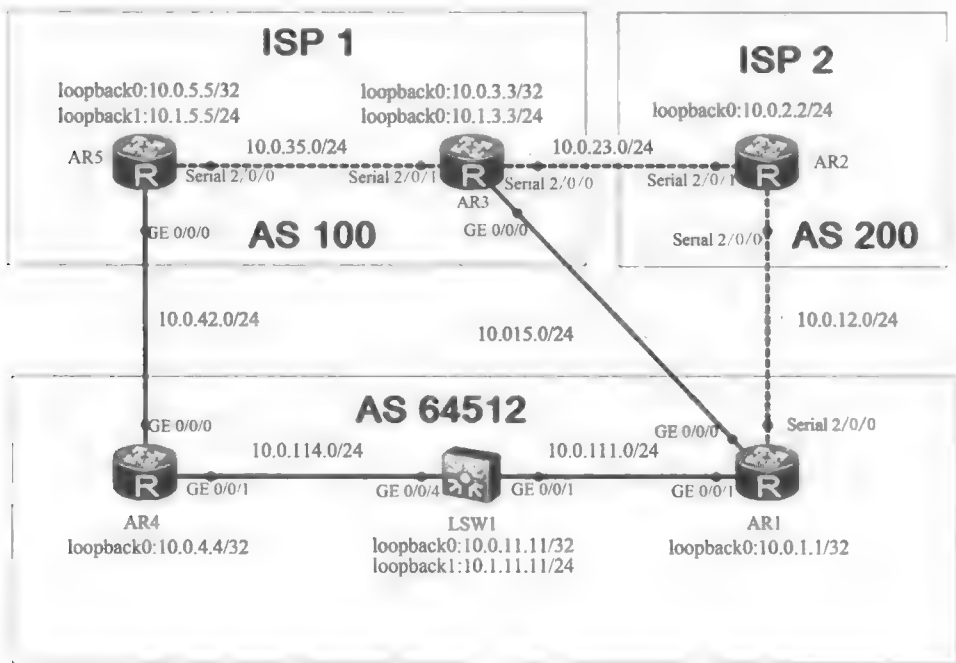 ISP 1
ISP 2
loopback0:10.0.5.5/32
loopback1:10.1.5.5/24
loopback0:10.0.3.3/32
loopback0:10.1.3.3/24
loopback0:10.0.2.2/24
AR5
10.0.35.0/24
10.0.23.0/24
AR2
R
R
R
Serial 2/0/0
Serial 2/0/1
AR3
Serial 2/0/0
Serial 2/0/1
GE 0/0/0
GE 0/0/0
AS 100
Serial 2/0/0
AS 200
10.0.42.0/24
10.015.0/24
10.0.12.0/24
AS 64512
GE 0/0/0
GE 0/0/0
Serial 2/0/0
10.0.114.0/24
10.0.111.0/24
R
R
GE 0/0/1
GE 0/0/4
GE 0/0/1
GE 0/0/1
AR4
LSW1
AR1
loopback0:10.0.4.4/32
loopback0:10.0.11.11/32
loopback1:10.1.11.11/24
loopback0:10.0.1.1/32